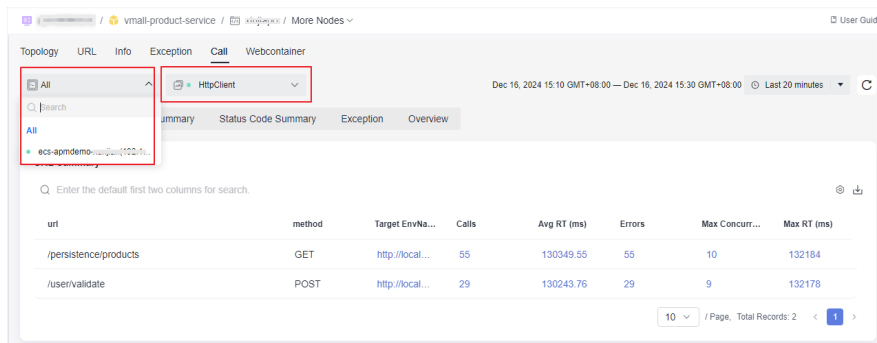 / vmall-product-service / / More Nodes
User Guid
Topology URL Info Exception Call Webcontainer
All HttpClient Dec 16, 2024 15:10 GMT+08:00 — Dec 16, 2024 15:30 GMT+08:00 Last 20 minutes
Search
ummary Status Code Summary Exception Overview
All
ecs-apmdemo-
Enter the default first two columns for search.
url method Target EnvNa... Calls Avg RT (ms) Errors Max Concurr... Max RT (ms)
/persistence/products GET http://local... 55 130349.55 55 10 132184
/user/validate POST http://local... 29 130243.76 29 9 132178
10 / Page, Total Records: 2 < 1 >